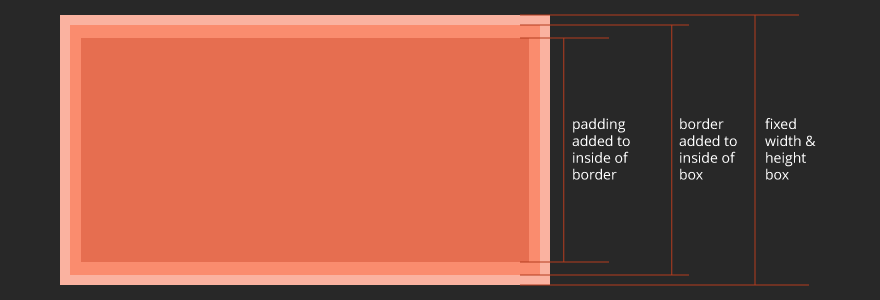 padding
added to
inside of
border
border
added to
inside of
box
fixed
width &
height
box